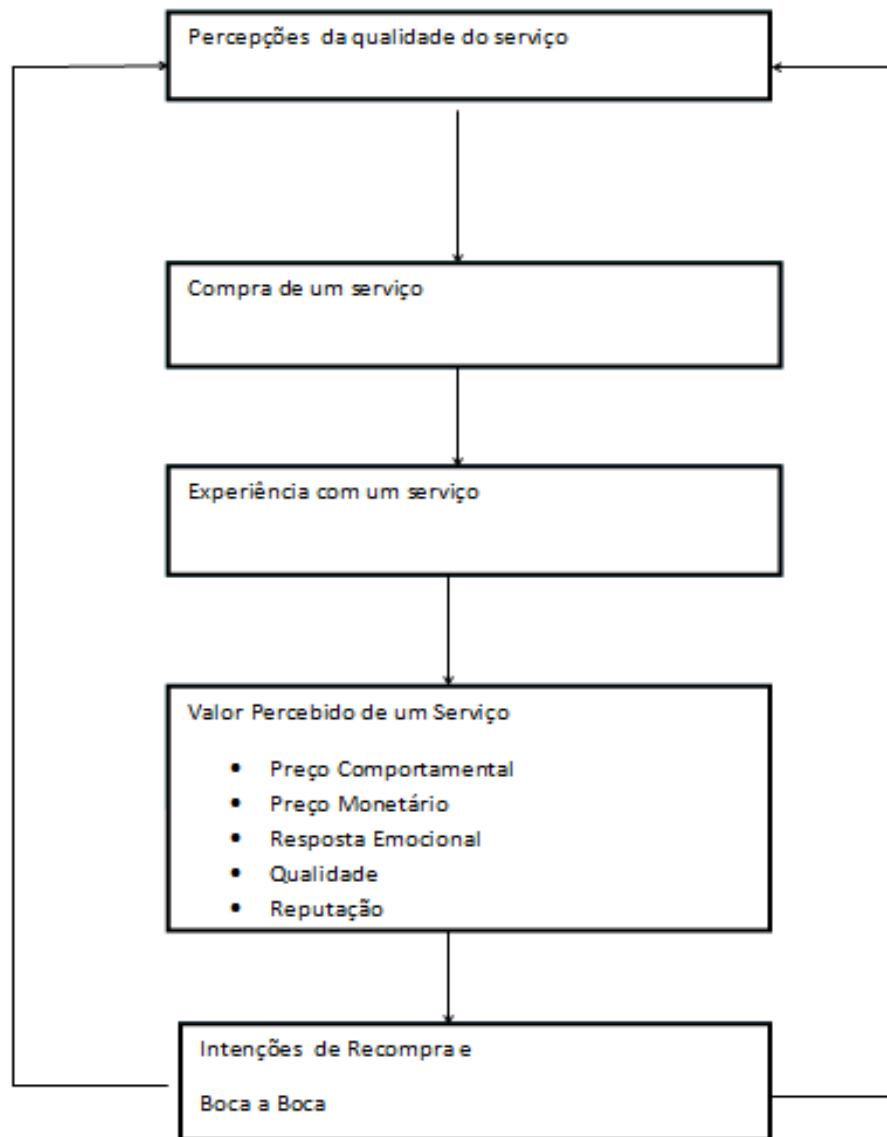 Percepções da qualidade do serviço
Compra de um serviço
Experiência com um serviço
Valor Percebido de um Serviço
• Preço Comportamental
• Preço Monetário
• Resposta Emocional
• Qualidade
• Reputação
Intenções de Recompra e
Boca a Boca